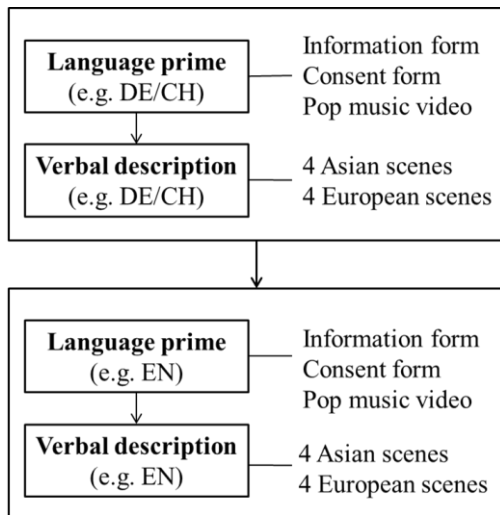 Language prime
(e.g. DE/CH)
Information form
Consent form
Pop music video
Verbal description
(e.g. DE/CH)
4 Asian scenes
4 European scenes
Language prime
(e.g. EN)
Information form
Consent form
Pop music video
Verbal description
(e.g. EN)
4 Asian scenes
4 European scenes